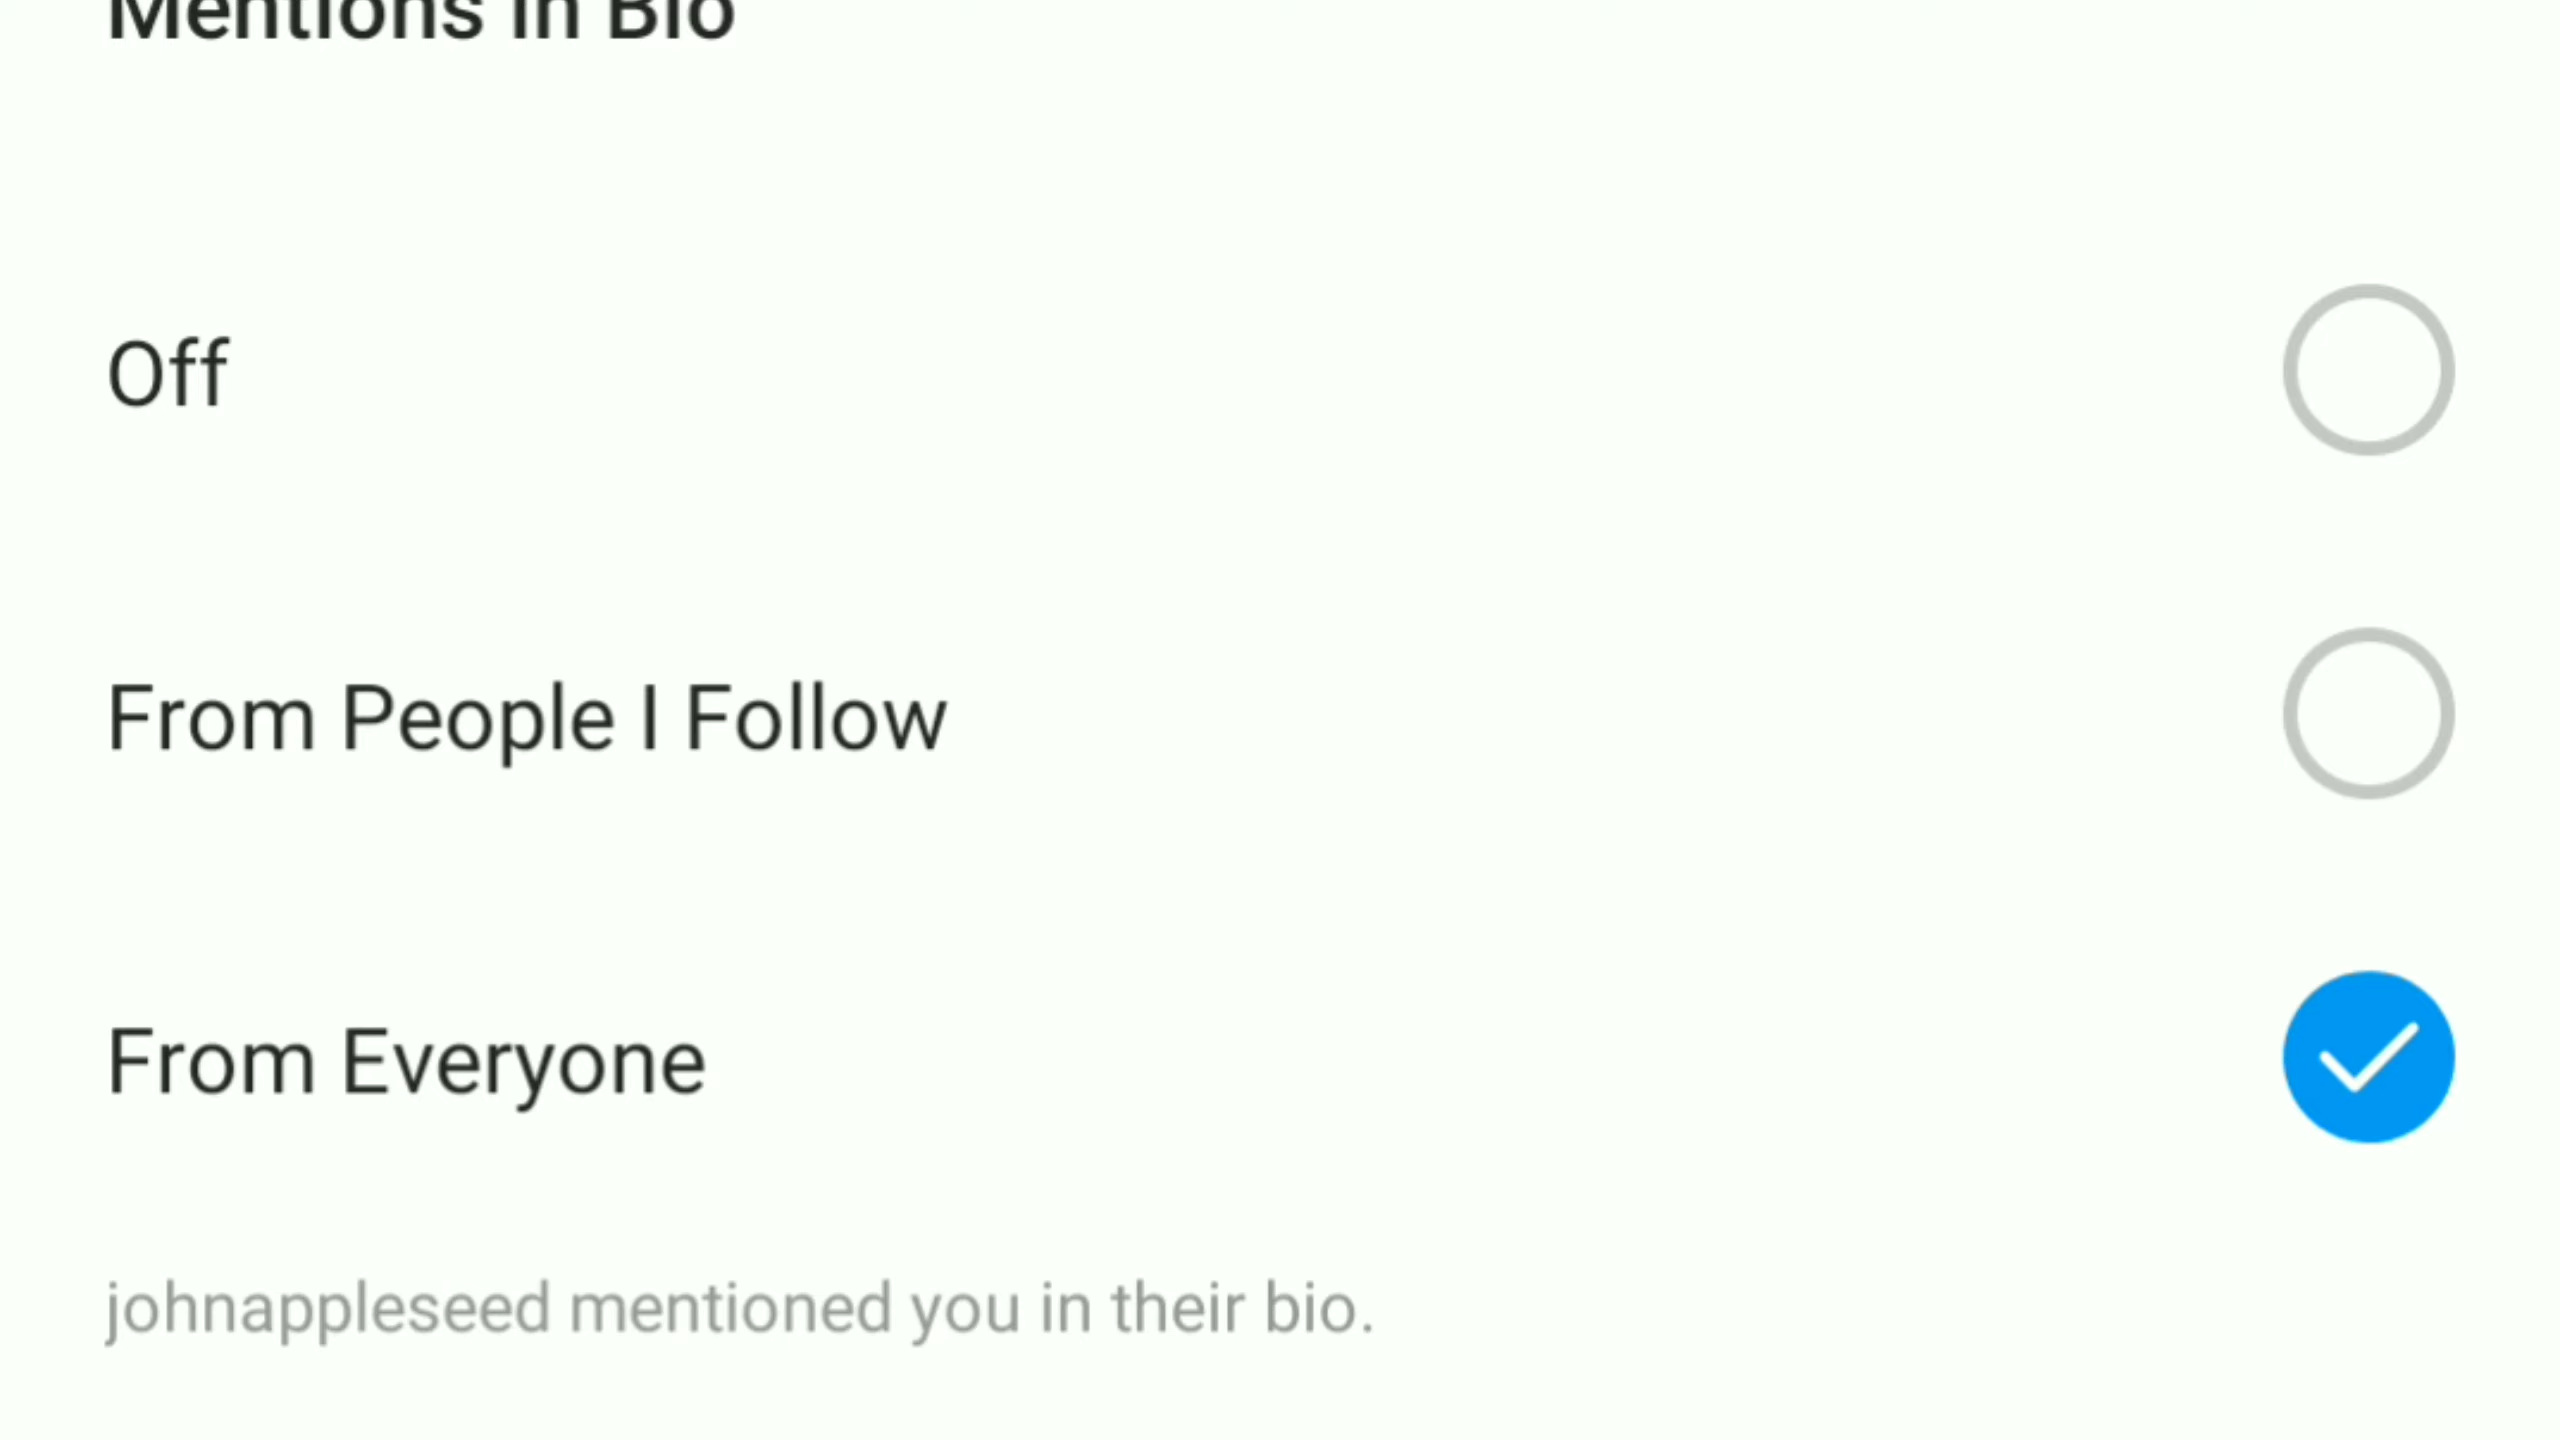 Mentions in Bio
Off
From People I Follow
From Everyone
johnappleseed mentioned you in their bio.